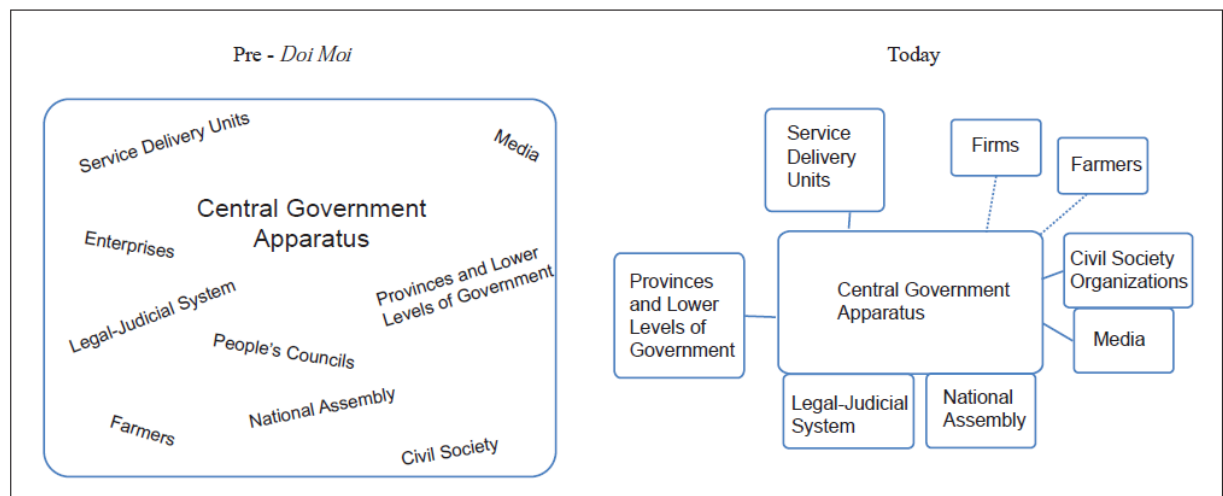 Pre - Doi Moi
Service Delivery Units
Media
Central Government
Apparatus
Enterprises
Provinces and Lower
Levels of Government
Legal-Judicial System
People's Councils
National Assembly
Farmers
Civil Society
Today
Service
Delivery
Units
Firms
Farmers
Provinces
and Lower
Levels of
Government
Central Government
Apparatus
Civil Society
Organizations
Media
Legal-Judicial
System
National
Assembly